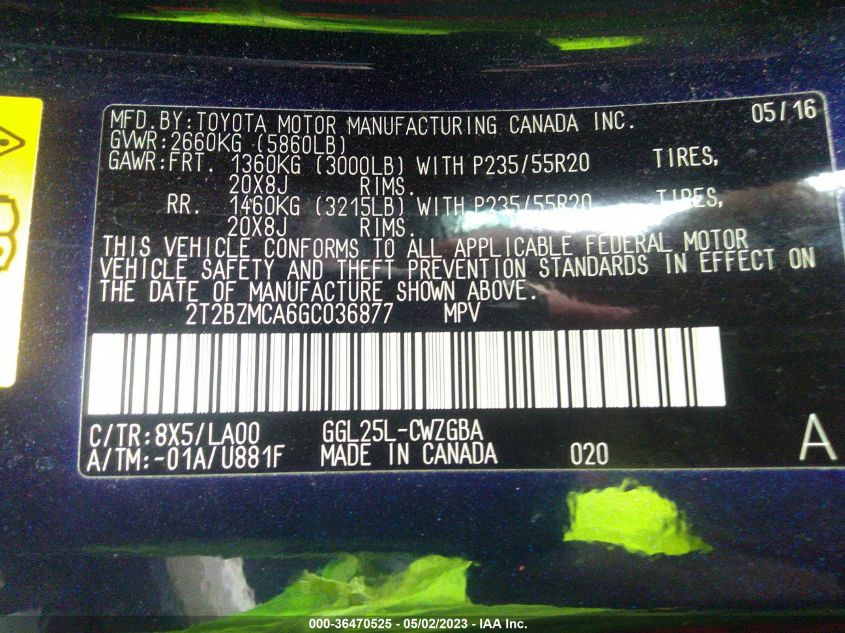 MFD. BY: TOYOTA MOTOR MANUFACTURING CANADA INC. 05/16
GVWR: 2660KG (5860LB)
GAWR: FRT. 1360KG (3000LB) WITH P235/55R20 TIRES,
20X8J RIMS.
RR. 1460KG (3215LB) WITH P235/55R20 TIRES,
20X8J RIMS.
THIS VEHICLE CONFORMS TO ALL APPLICABLE FEDERAL MOTOR
VEHICLE SAFETY AND THEFT PREVENTION STANDARDS IN EFFECT ON
THE DATE OF MANUFACTURE SHOWN ABOVE.
2T2BZMCA6GC036877 MPV
C/TR: 8X5/LA00 GGL25L-CWZGBA
A/TM: -01A/U881F MADE IN CANADA 020 A
000-36470525 - 05/02/2023 - IAA Inc.